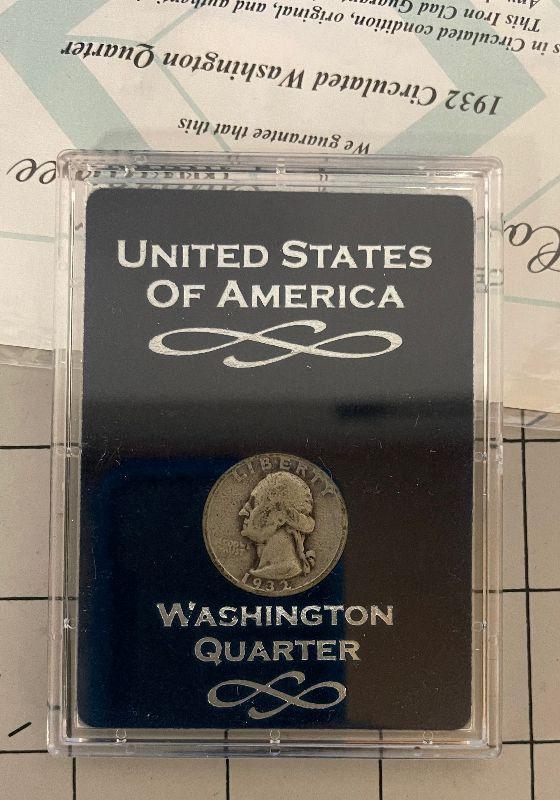 This Iron Clad
is in Circulated condition, original, and
1932 Circulated Washington Quarter
We guarantee that this
UNITED STATES
OF AMERICA
LIBERTY
1932
WASHINGTON
QUARTER